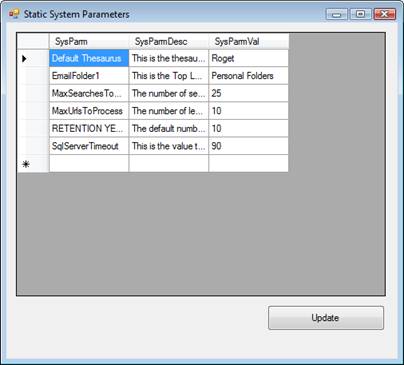 Static System Parameters
SysParm SysParmDesc SysParmVal
Default Thesaurus This is the thesau... Roget
EmailFolder1 This is the Top L... Personal Folders
MaxSearchesTo... The number of se... 25
MaxUrlsToProcess The number of le... 10
RETENTION YE... The default numb... 10
SqlServerTimeout This is the value t... 90
Update